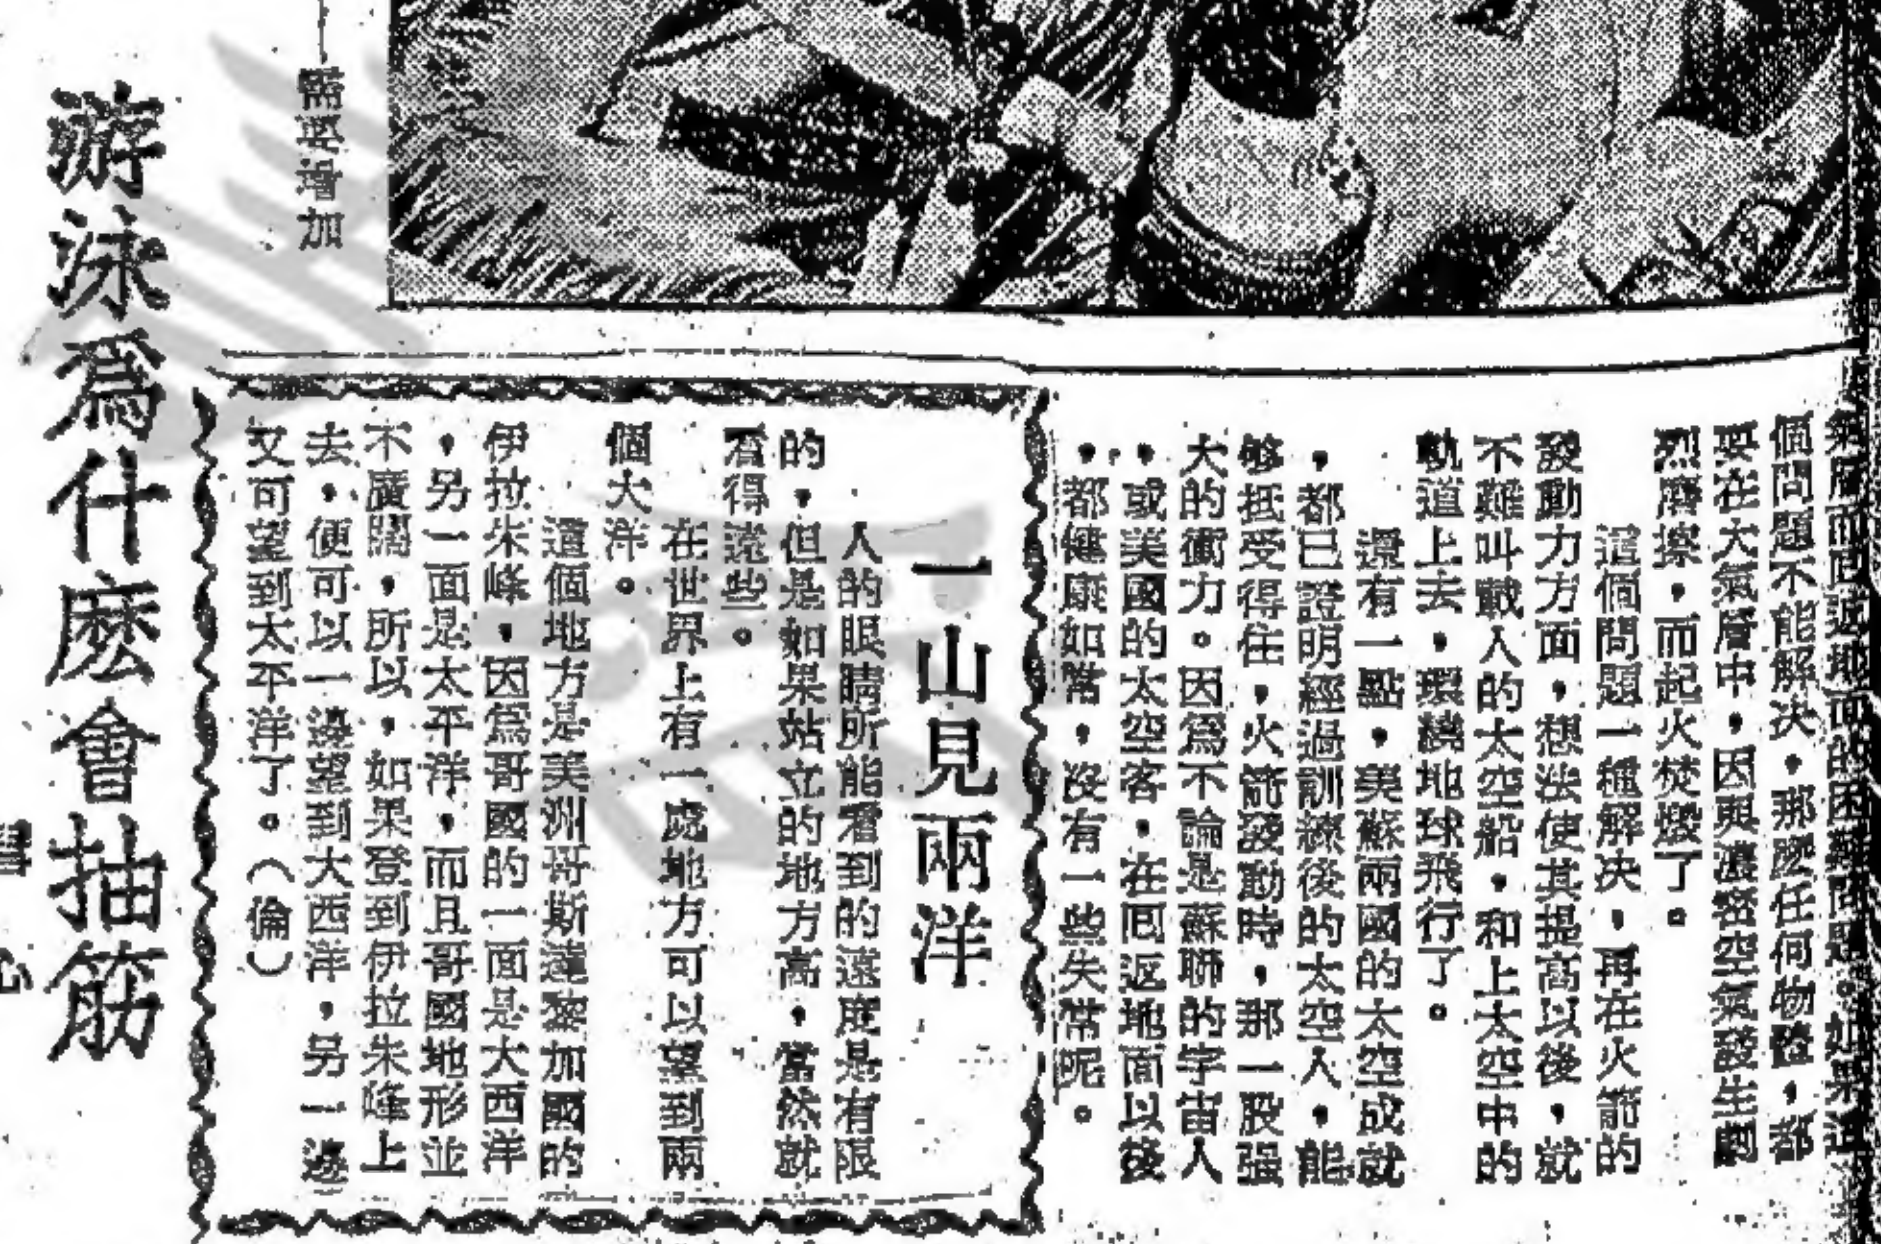 個問題不能解决，那麽任何物體，都
要在大氣層中，因與濃密空氣發生劇
烈磨擦，而起火焚燬了。
這個問題一種解决，再在火箭的
發動力方面，想法使其提高以後，就
不難叫載人的太空船，和上太空中的
軌道上去，環繞地球飛行了。
還有一點，美蘇兩國的太空成就
，都已證明經過訓練後的太空人，能
够抵受得住，火箭發動時，那一股强
大的衝力。因爲不論是蘇聯的宇宙人
，或美國的太空客，在囘返地面以後
，都健康如常，沒有一些失常呢。
一山見兩洋
人的眼睛所能看到的遠度是有限
的，但是如果站立的地方高，當然就
看得遠些。
在世界上有一處地方可以望到兩
個大洋。
這個地方是美洲哥斯達黎加國的
伊拉朱峰，因爲哥國的一面是大西洋
，另一面是太平洋，而且哥國地形並
不廣闊，所以，如果登到伊拉朱峰上
去，便可以一邊望到大西洋，另一邊
又可望到太平洋了。（倫）
需要增加
游泳爲什麽會抽筋